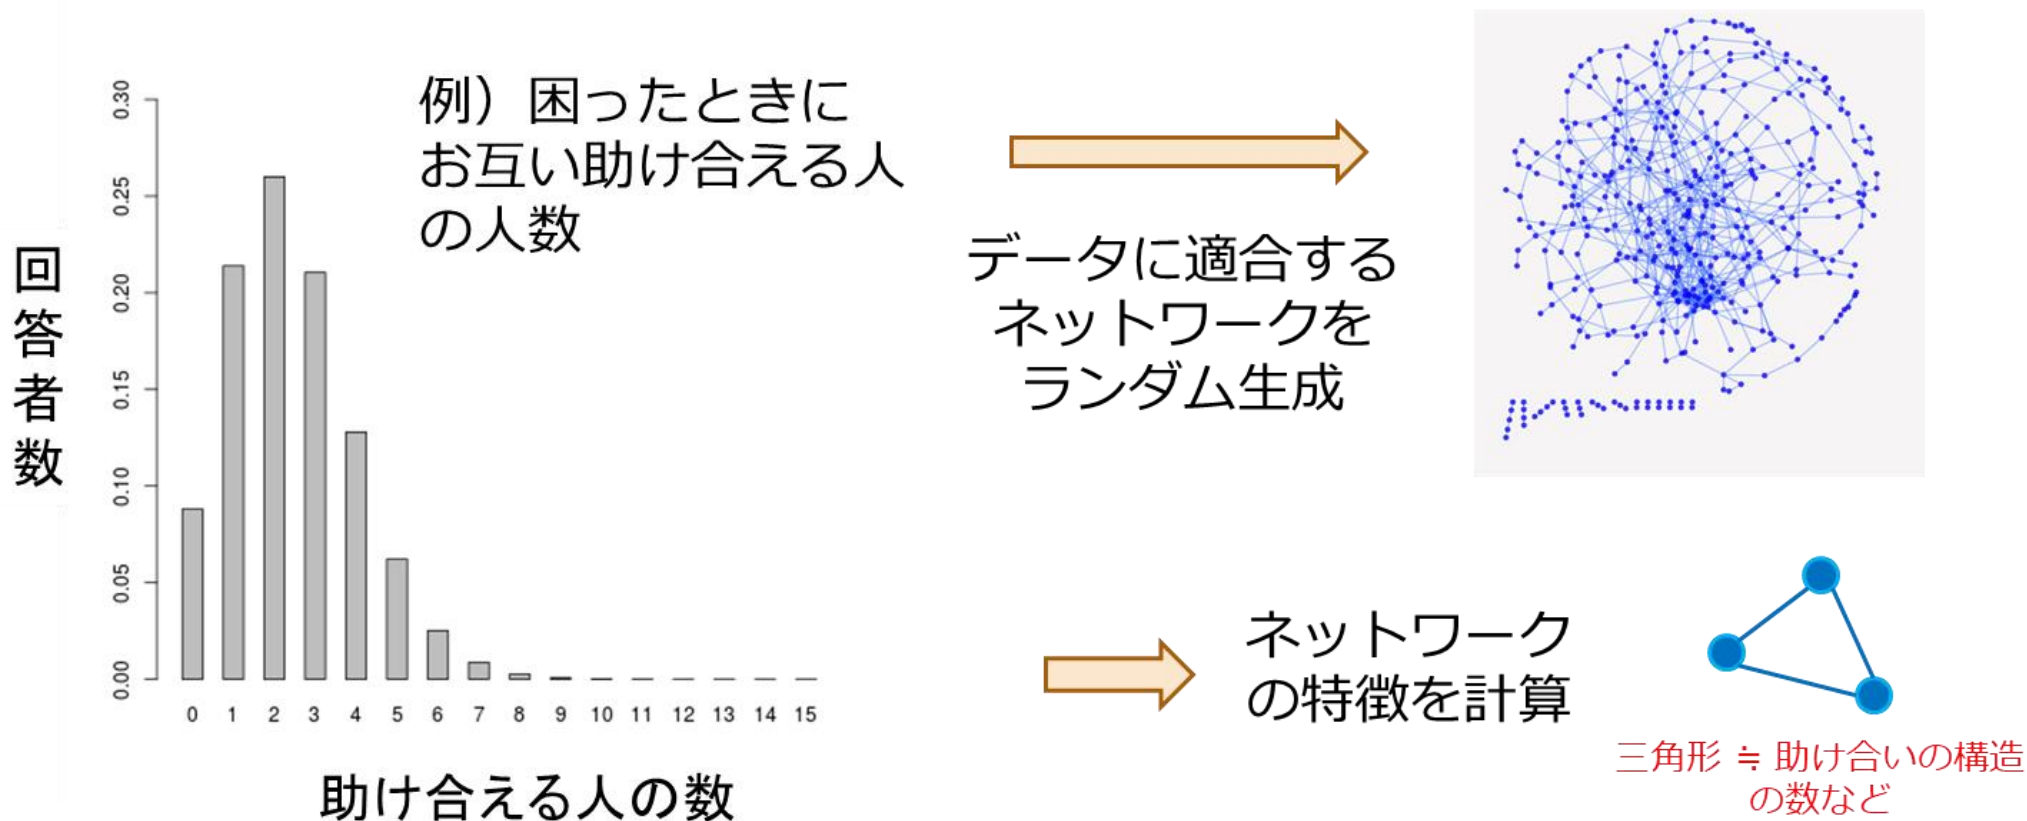 回答者数
0.30
0.25
0.20
0.15
0.10
0.05
0.00
0 1 2 3 4 5 6 7 8 9 10 11 12 13 14 15
助け合える人の数
例）困ったときに
お互い助け合える人
の人数
データに適合する
ネットワークを
ランダム生成
ネットワーク
の特徴を計算
三角形 ≒ 助け合いの構造
の数など